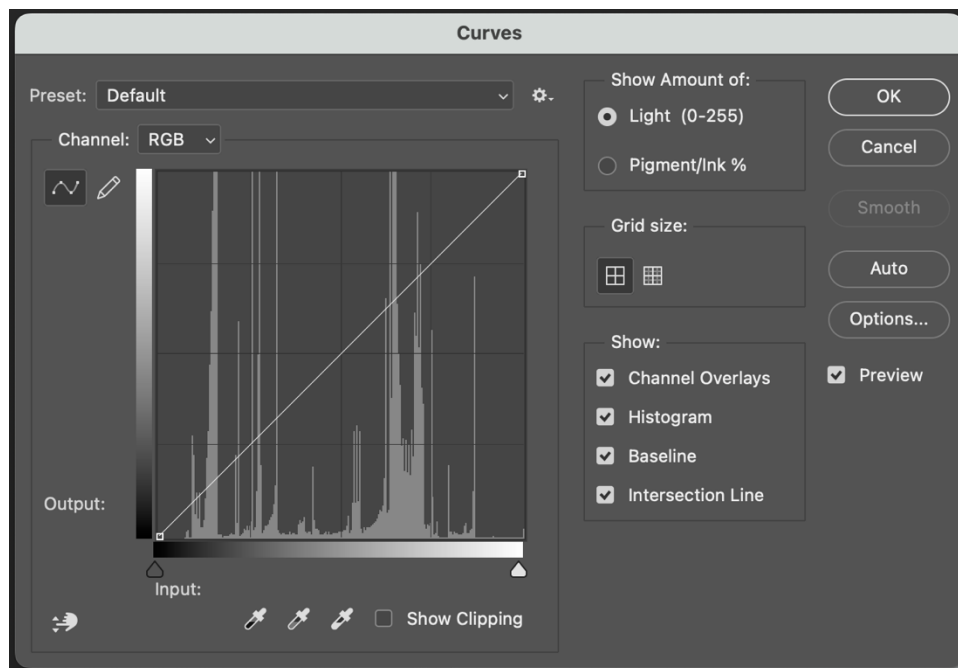 Curves
Preset: Default
Channel: RGB
Output:
Input:
Show Clipping
Show Amount of:
Light (0-255)
Pigment/Ink %
Grid size:
Show:
Channel Overlays
Histogram
Baseline
Intersection Line
OK
Cancel
Smooth
Auto
Options...
Preview